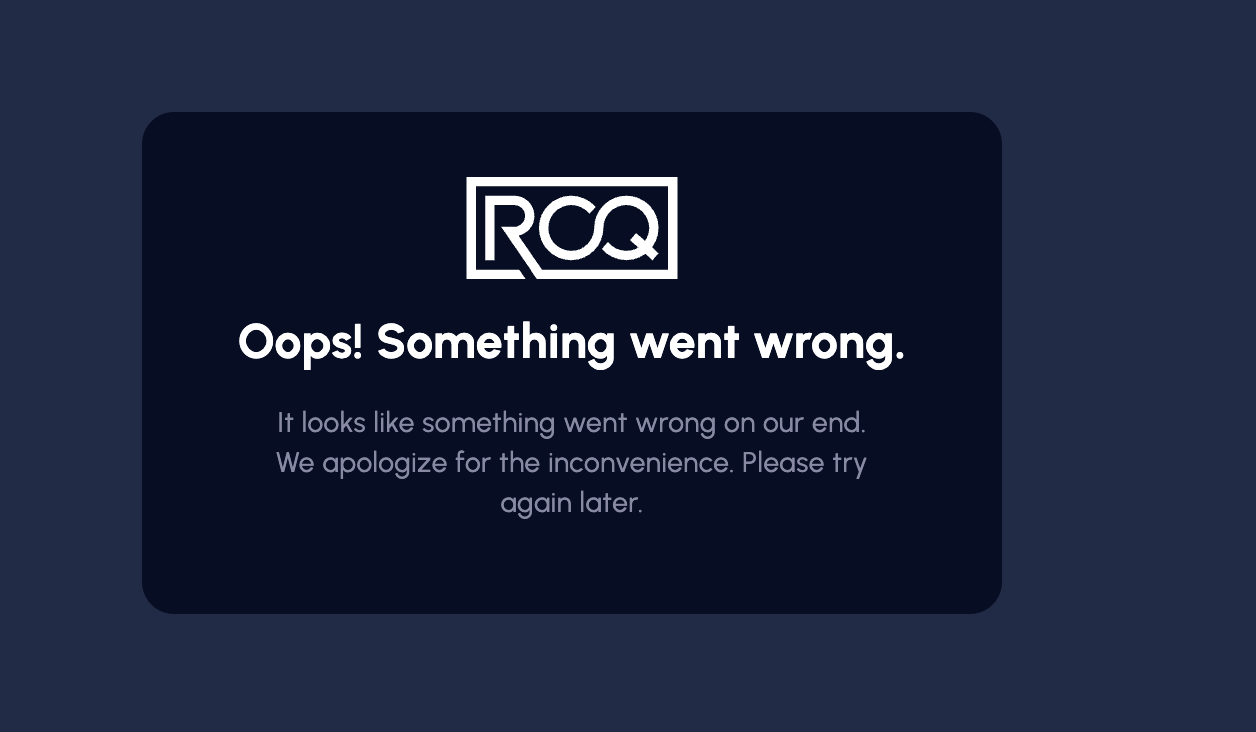 ROQ
Oops! Something went wrong.
It looks like something went wrong on our end.
We apologize for the inconvenience. Please try
again later.